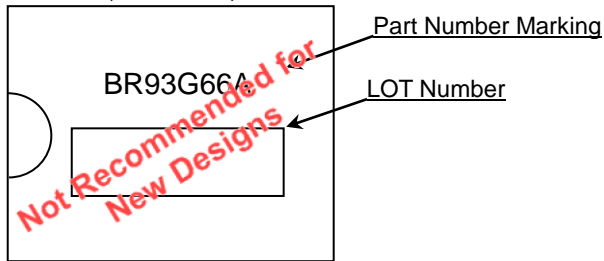 Part Number Marking
BR93G66A
LOT Number
Not Recommended for
New Designs